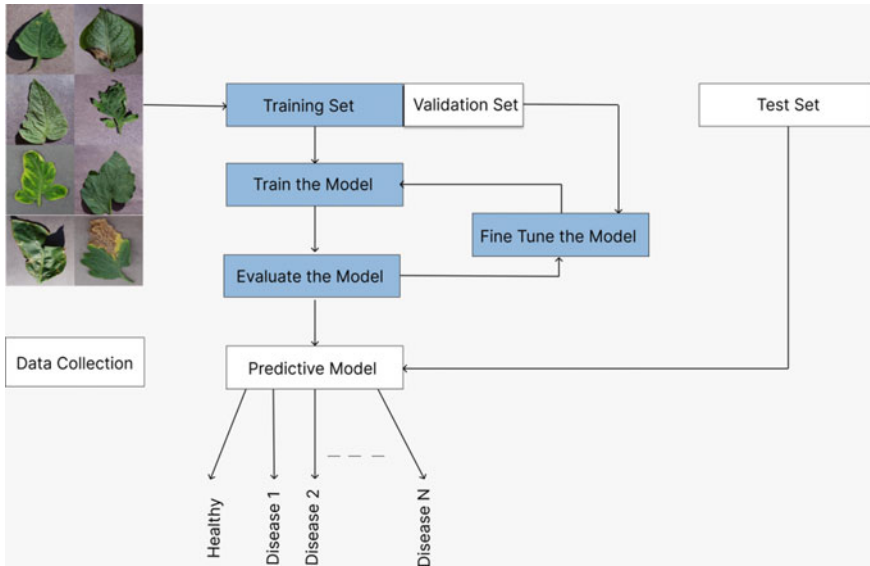 Training Set
Validation Set
Test Set
Train the Model
Fine Tune the Model
Evaluate the Model
Data Collection
Predictive Model
Healthy
Disease 1
Disease 2
Disease N